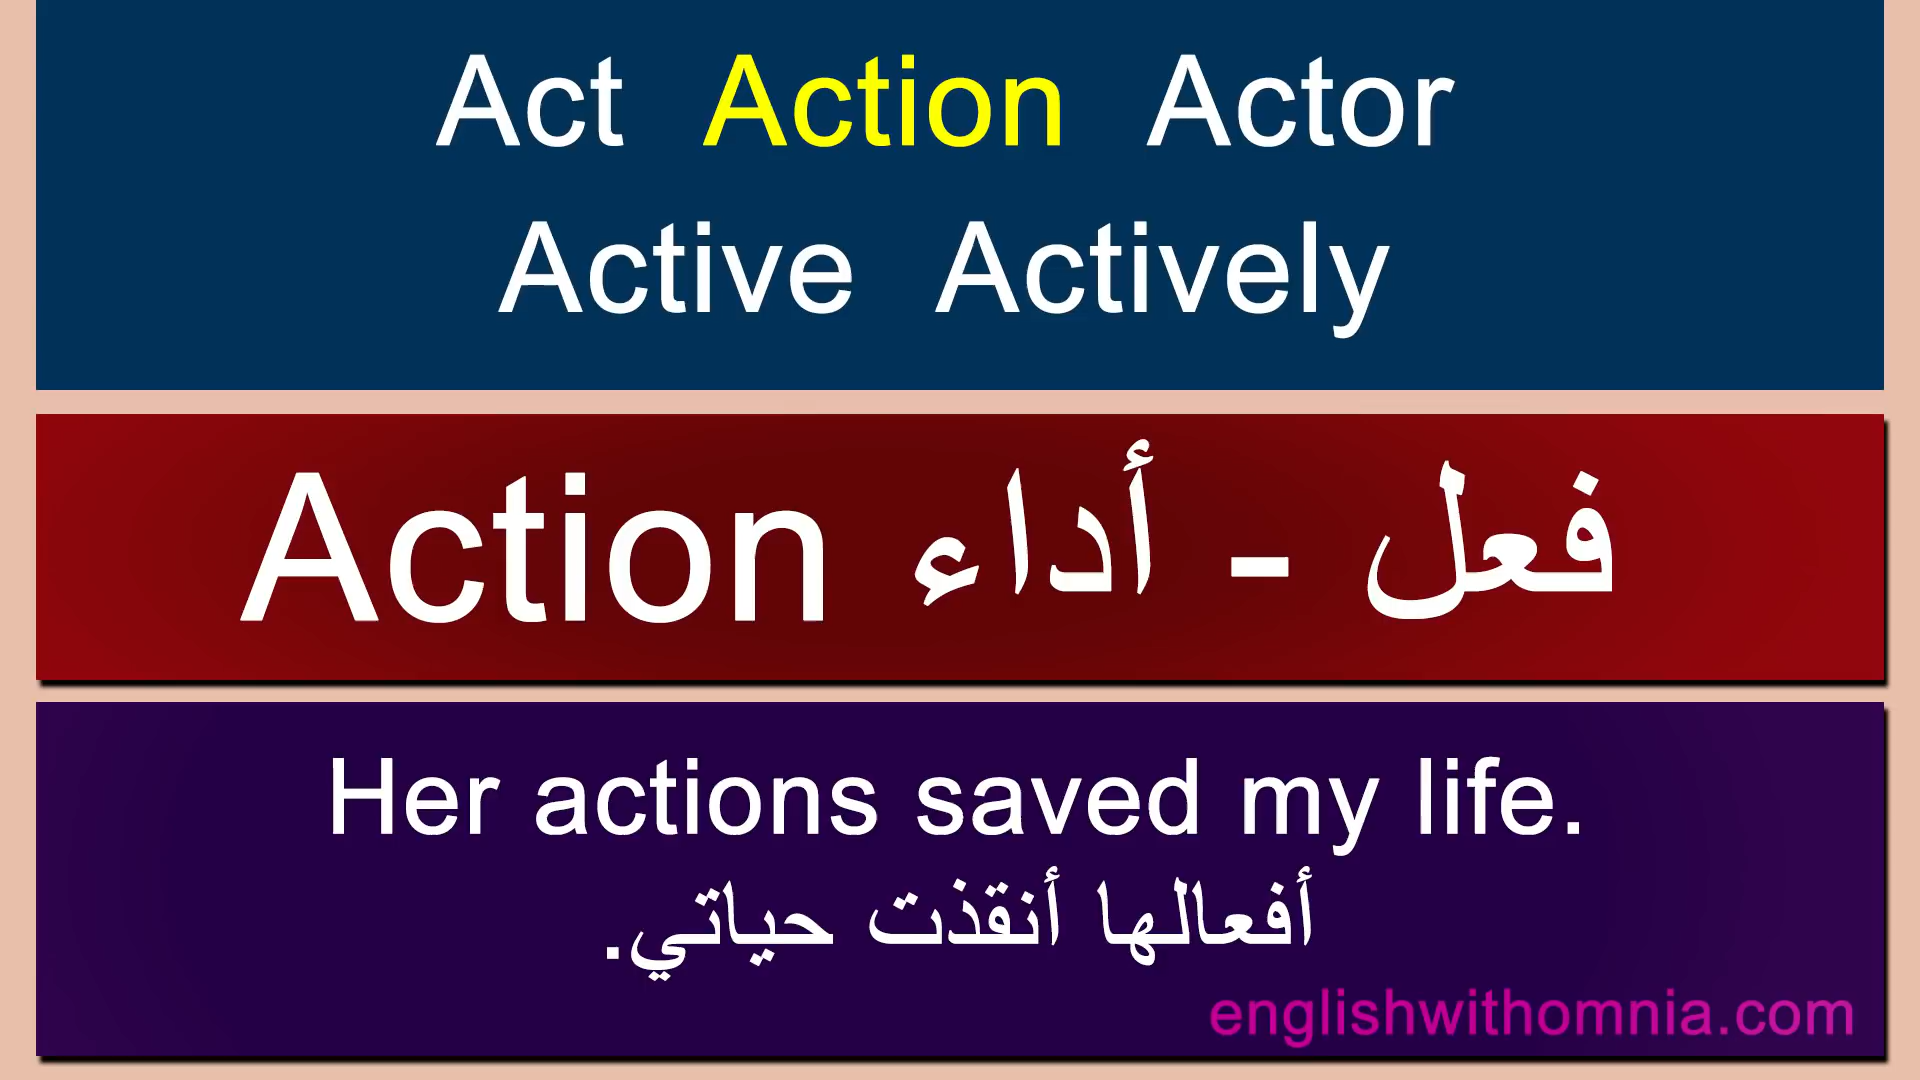 Act Action Actor
Active Actively
Action فعل - أداء
Her actions saved my life.
أفعالها أنقذت حياتي.
englishwithomnia.com